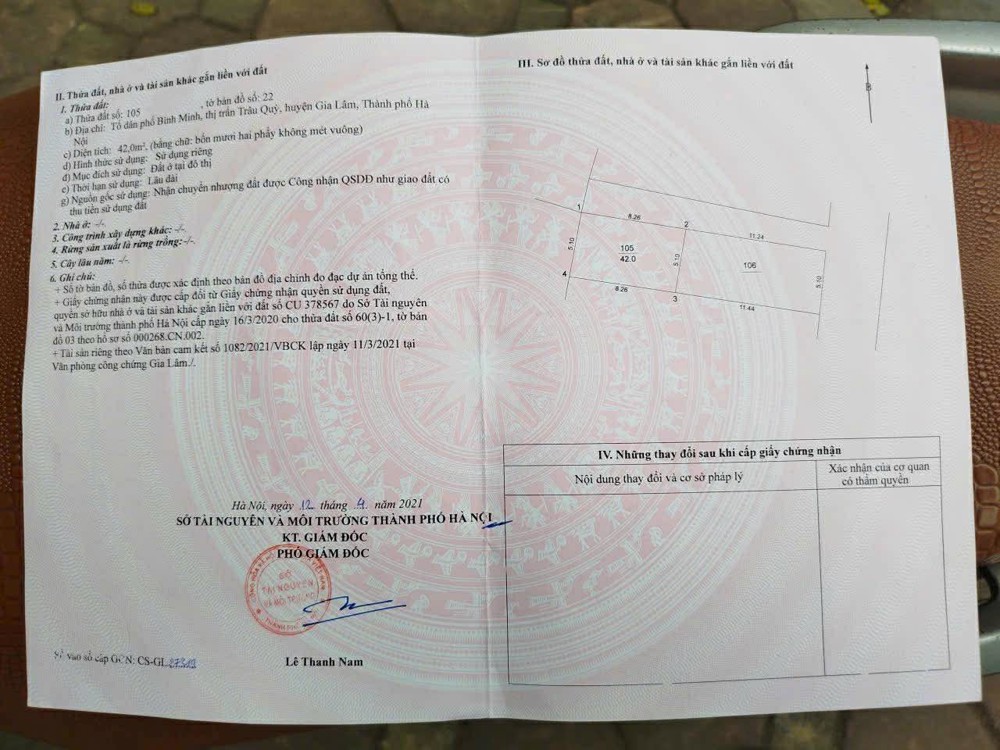 II. Thửa đất, nhà ở và tài sản khác gắn liền với đất
1. Thửa đất:
a) Thửa đất số: 105 , tờ bản đồ số: 22
b) Địa chỉ: Tổ dân phố Bình Minh, thị trấn Trâu Quỳ, huyện Gia Lâm, Thành phố Hà
Nội
c) Diện tích: 42,0m², (bằng chữ: bốn mươi hai phẩy không mét vuông)
d) Hình thức sử dụng: Sử dụng riêng
đ) Mục đích sử dụng: Đất ở tại đô thị
e) Thời hạn sử dụng: Lâu dài
g) Nguồn gốc sử dụng: Nhận chuyển nhượng đất được Công nhận QSDĐ như giao đất có
thu tiền sử dụng đất
2. Nhà ở: -/-
3. Công trình xây dựng khác: -/-
4. Rừng sản xuất là rừng trồng: -/-
5. Cây lâu năm: -/-
6. Ghi chú:
+ Số tờ bản đồ, số thửa được xác định theo bản đồ địa chính đo đạc dự án tổng thể.
+ Giấy chứng nhận này được cấp đổi từ Giấy chứng nhận quyền sử dụng đất,
quyền sở hữu nhà ở và tài sản khác gắn liền với đất số CU 378567 do Sở Tài nguyên
và Môi trường thành phố Hà Nội cấp ngày 16/3/2020 cho thửa đất số 60(3)-1, tờ bản
đồ 03 theo hồ sơ số 000268.CN.002.
+ Tài sản riêng theo Văn bản cam kết số 1082/2021/VBCK lập ngày 11/3/2021 tại
Văn phòng công chứng Gia Lâm./.
Hà Nội, ngày 12 tháng 4 năm 2021
SỞ TÀI NGUYÊN VÀ MÔI TRƯỜNG THÀNH PHỐ HÀ NỘI
KT. GIÁM ĐỐC
PHÓ GIÁM ĐỐC
SỞ
TÀI NGUYÊN
Lê Thanh Nam
Số vào sổ cấp GCN: CS-GL
III. Sơ đồ thửa đất, nhà ở và tài sản khác gắn liền với đất
B
1
8.26
2
11.24
5.10
105
42.0
5.10
106
5.10
4
8.26
3
11.44
IV. Những thay đổi sau khi cấp giấy chứng nhận
Nội dung thay đổi và cơ sở pháp lý
Xác nhận của cơ quan
có thẩm quyền